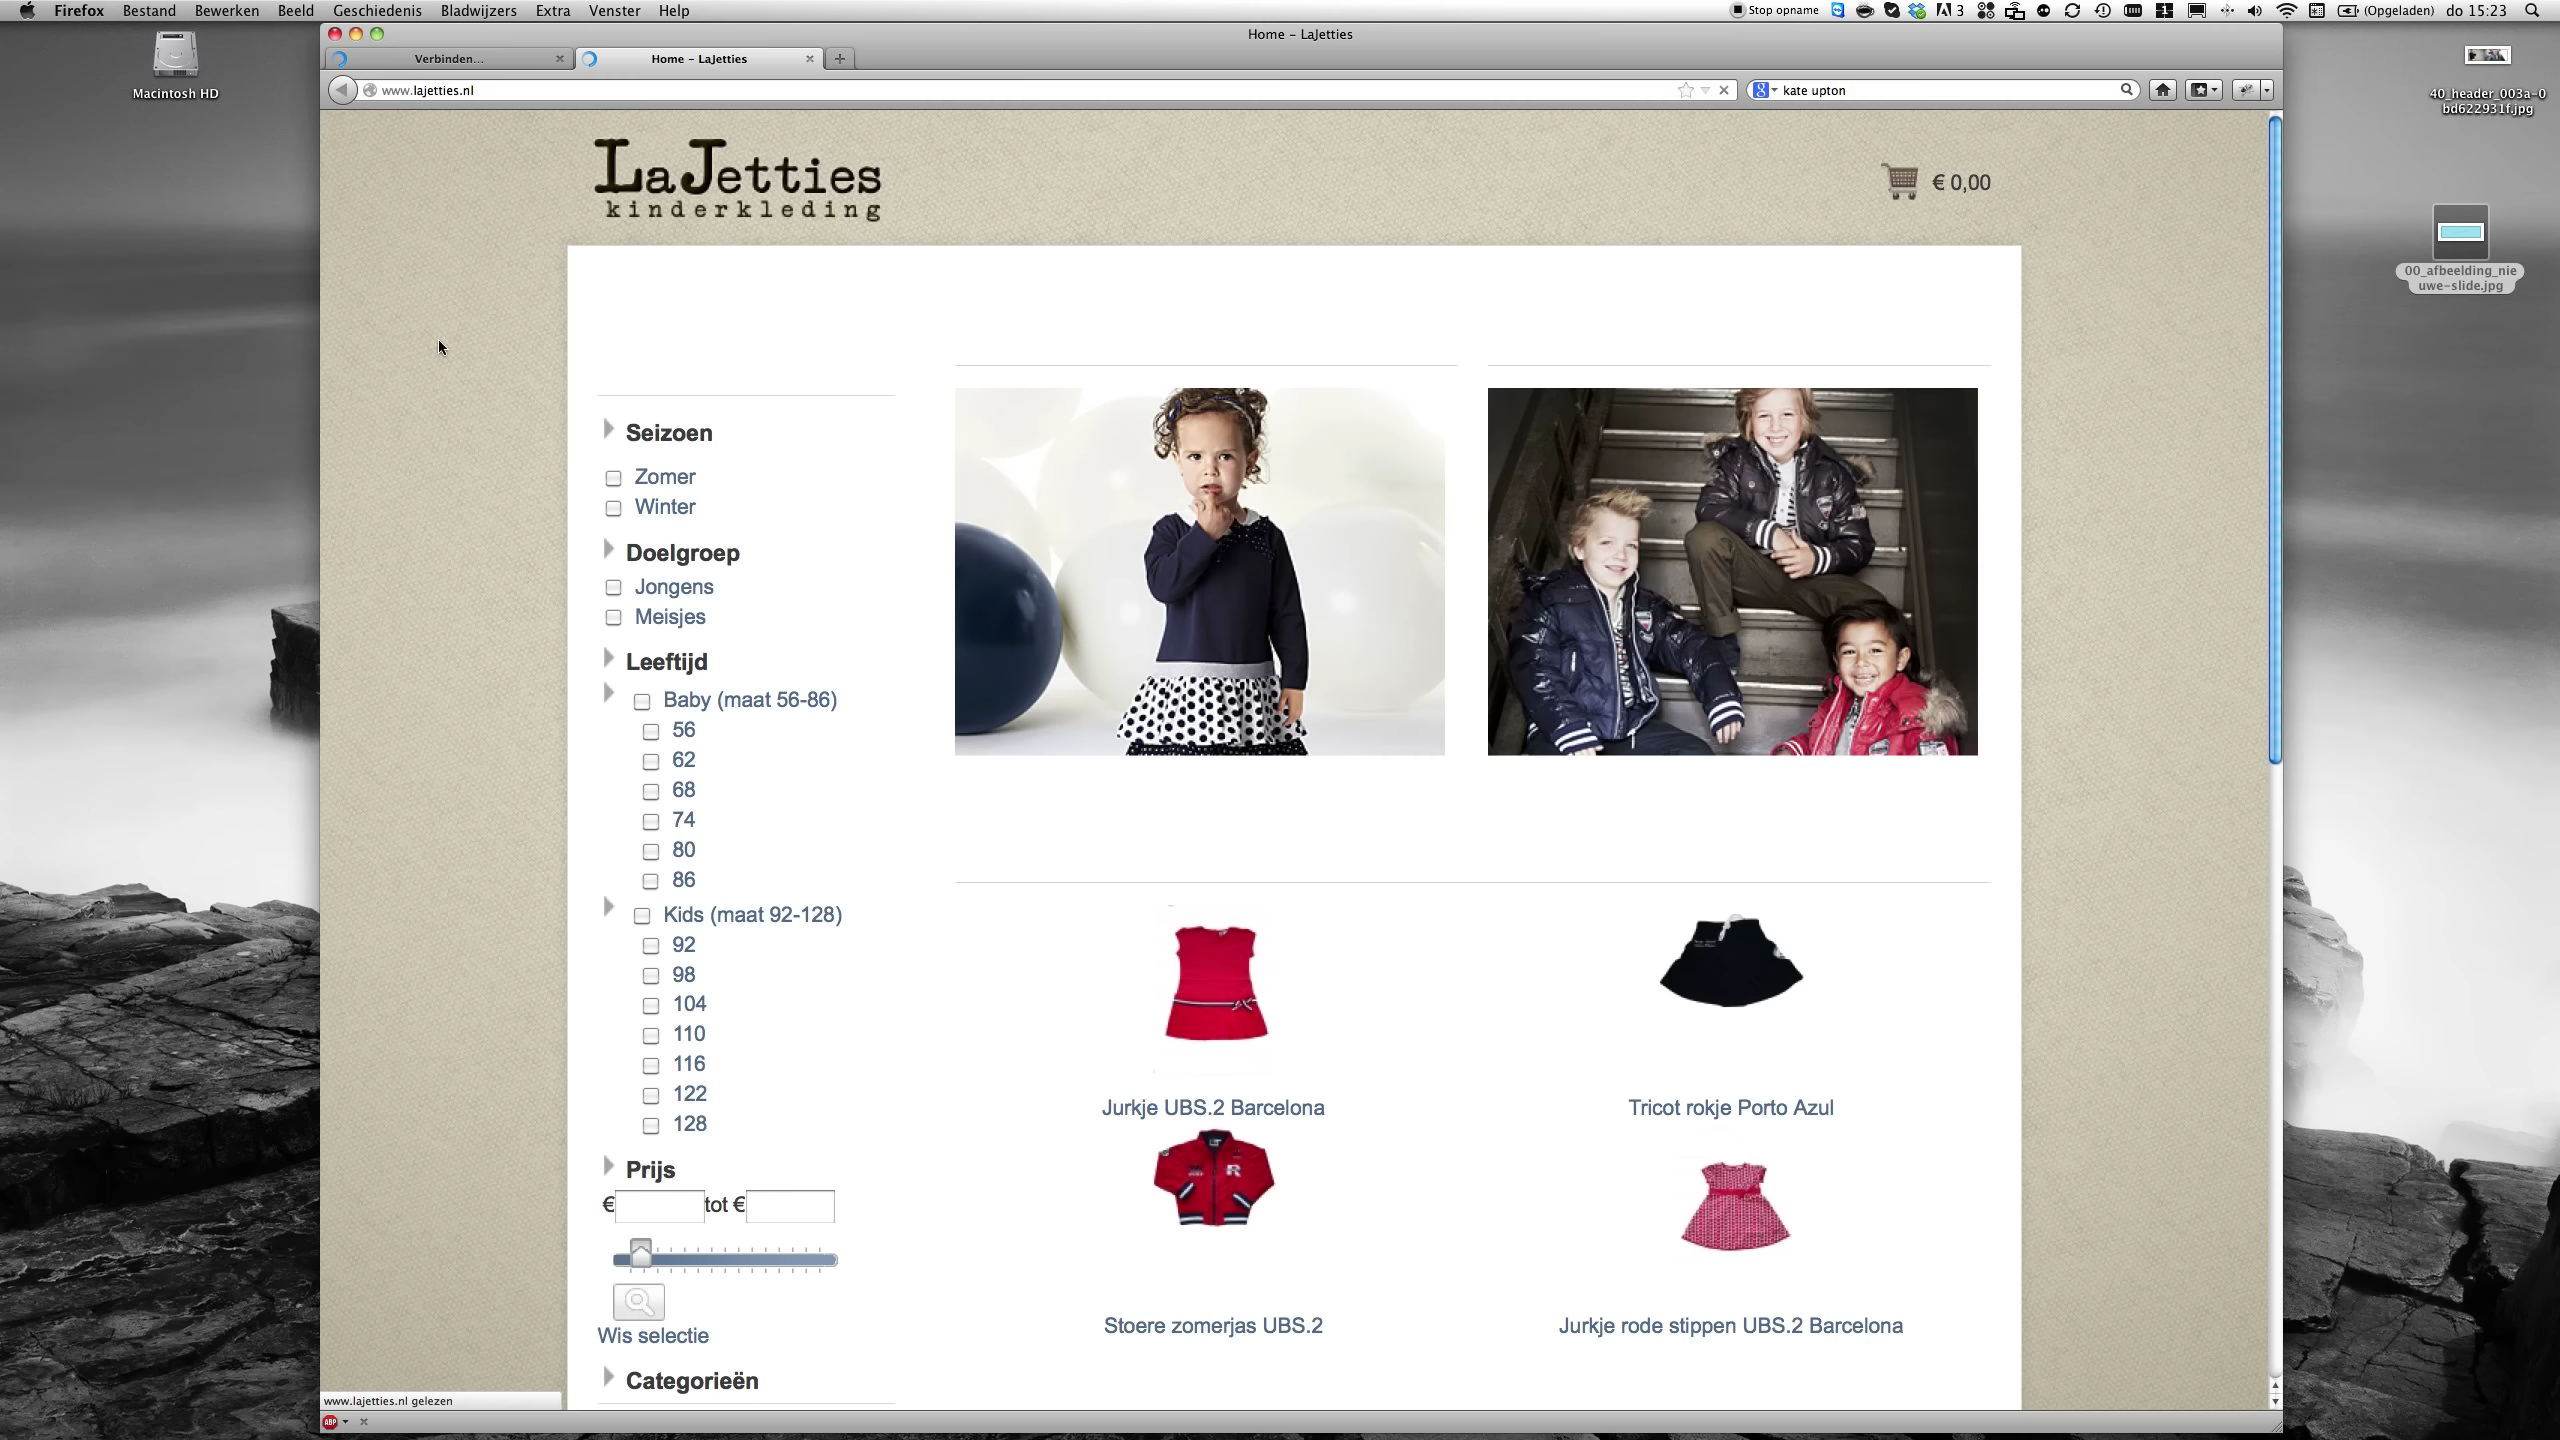 Firefox Bestand Bewerken Beeld Geschiedenis Bladwijzers Extra Venster Help
Stop opname 3 (Opgeladen) do 15:23
Home – LaJetties
Verbinden...
Home – LaJetties
www.lajetties.nl
kate upton
Macintosh HD
40_header_003a-0
bd622931f.jpg
00_afbeelding_nie
uwe-slide.jpg
LaJetties
kinderkleding
€ 0,00
Seizoen
Zomer
Winter
Doelgroep
Jongens
Meisjes
Leeftijd
Baby (maat 56-86)
56
62
68
74
80
86
Kids (maat 92-128)
92
98
104
110
116
122
128
Prijs
€ tot €
Wis selectie
Categorieën
Jurkje UBS.2 Barcelona
Tricot rokje Porto Azul
R
Stoere zomerjas UBS.2
Jurkje rode stippen UBS.2 Barcelona
www.lajetties.nl gelezen
ABP